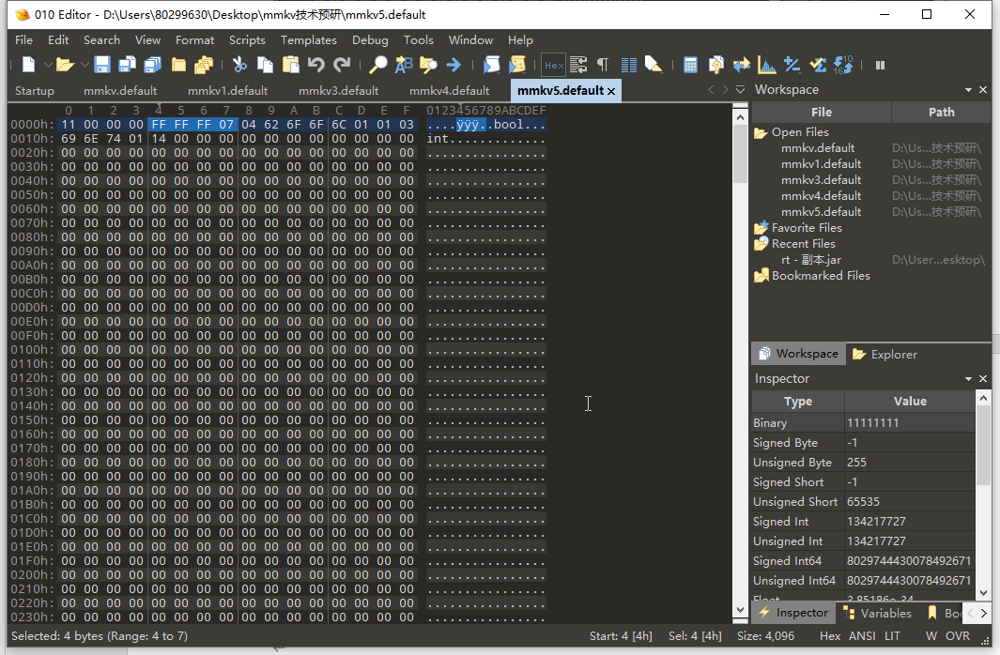 010 Editor - D:\Users\80299630\Desktop\mmkv技术预研\mmkv5.default
File Edit Search View Format Scripts Templates Debug Tools Window Help
Hex
Startup mmkv.default mmkv1.default mmkv3.default mmkv4.default mmkv5.default ×
0 1 2 3 4 5 6 7 8 9 A B C D E F 0123456789ABCDEF
0000h: 11 00 00 00 FF FF FF 07 04 62 6F 6F 6C 01 01 03 ....ÿÿÿ..bool...
0010h: 69 6E 74 01 14 00 00 00 00 00 00 00 00 00 00 00 int.............
0020h: 00 00 00 00 00 00 00 00 00 00 00 00 00 00 00 00 ................
0030h: 00 00 00 00 00 00 00 00 00 00 00 00 00 00 00 00 ................
0040h: 00 00 00 00 00 00 00 00 00 00 00 00 00 00 00 00 ................
0050h: 00 00 00 00 00 00 00 00 00 00 00 00 00 00 00 00 ................
0060h: 00 00 00 00 00 00 00 00 00 00 00 00 00 00 00 00 ................
0070h: 00 00 00 00 00 00 00 00 00 00 00 00 00 00 00 00 ................
0080h: 00 00 00 00 00 00 00 00 00 00 00 00 00 00 00 00 ................
0090h: 00 00 00 00 00 00 00 00 00 00 00 00 00 00 00 00 ................
00A0h: 00 00 00 00 00 00 00 00 00 00 00 00 00 00 00 00 ................
00B0h: 00 00 00 00 00 00 00 00 00 00 00 00 00 00 00 00 ................
00C0h: 00 00 00 00 00 00 00 00 00 00 00 00 00 00 00 00 ................
00D0h: 00 00 00 00 00 00 00 00 00 00 00 00 00 00 00 00 ................
00E0h: 00 00 00 00 00 00 00 00 00 00 00 00 00 00 00 00 ................
00F0h: 00 00 00 00 00 00 00 00 00 00 00 00 00 00 00 00 ................
0100h: 00 00 00 00 00 00 00 00 00 00 00 00 00 00 00 00 ................
0110h: 00 00 00 00 00 00 00 00 00 00 00 00 00 00 00 00 ................
0120h: 00 00 00 00 00 00 00 00 00 00 00 00 00 00 00 00 ................
0130h: 00 00 00 00 00 00 00 00 00 00 00 00 00 00 00 00 ................
0140h: 00 00 00 00 00 00 00 00 00 00 00 00 00 00 00 00 ................
0150h: 00 00 00 00 00 00 00 00 00 00 00 00 00 00 00 00 ................
0160h: 00 00 00 00 00 00 00 00 00 00 00 00 00 00 00 00 ................
0170h: 00 00 00 00 00 00 00 00 00 00 00 00 00 00 00 00 ................
0180h: 00 00 00 00 00 00 00 00 00 00 00 00 00 00 00 00 ................
0190h: 00 00 00 00 00 00 00 00 00 00 00 00 00 00 00 00 ................
01A0h: 00 00 00 00 00 00 00 00 00 00 00 00 00 00 00 00 ................
01B0h: 00 00 00 00 00 00 00 00 00 00 00 00 00 00 00 00 ................
01C0h: 00 00 00 00 00 00 00 00 00 00 00 00 00 00 00 00 ................
01D0h: 00 00 00 00 00 00 00 00 00 00 00 00 00 00 00 00 ................
01E0h: 00 00 00 00 00 00 00 00 00 00 00 00 00 00 00 00 ................
01F0h: 00 00 00 00 00 00 00 00 00 00 00 00 00 00 00 00 ................
0200h: 00 00 00 00 00 00 00 00 00 00 00 00 00 00 00 00 ................
0210h: 00 00 00 00 00 00 00 00 00 00 00 00 00 00 00 00 ................
0220h: 00 00 00 00 00 00 00 00 00 00 00 00 00 00 00 00 ................
0230h: 00 00 00 00 00 00 00 00 00 00 00 00 00 00 00 00 ................
Workspace
File Path
Open Files
mmkv.default D:\Us...技术预研\
mmkv1.default D:\Us...技术预研\
mmkv3.default D:\Us...技术预研\
mmkv4.default D:\Us...技术预研\
mmkv5.default D:\Us...技术预研\
Favorite Files
Recent Files
rt - 副本.jar D:\User...esktop\
Bookmarked Files
Workspace Explorer
Inspector
Type Value
Binary 11111111
Signed Byte -1
Unsigned Byte 255
Signed Short -1
Unsigned Short 65535
Signed Int 134217727
Unsigned Int 134217727
Signed Int64 8029744430078492671
Unsigned Int64 8029744430078492671
Float 3.85186e-34
Inspector Variables Boo
Selected: 4 bytes (Range: 4 to 7) Start: 4 [4h] Sel: 4 [4h] Size: 4,096 Hex ANSI LIT W OVR